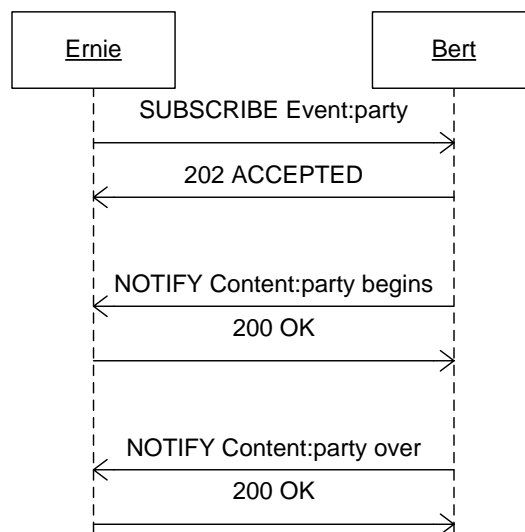 Ernie
Bert
SUBSCRIBE Event:party
202 ACCEPTED
NOTIFY Content:party begins
200 OK
NOTIFY Content:party over
200 OK